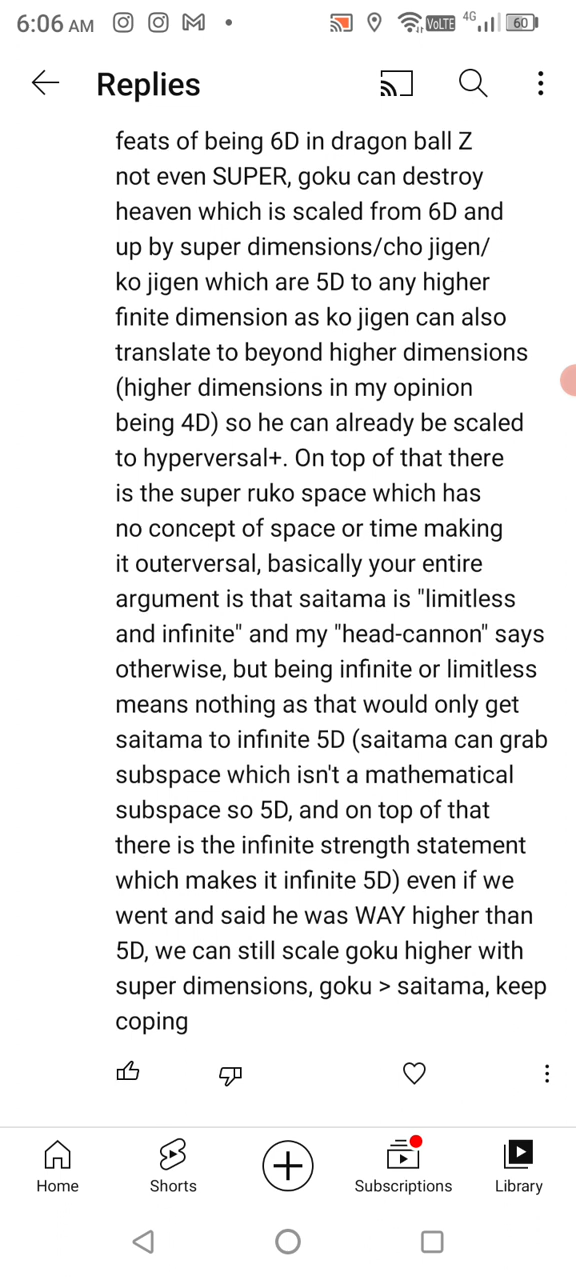 6:06 AM
VoLTE
4G
60
Replies
feats of being 6D in dragon ball Z
not even SUPER, goku can destroy
heaven which is scaled from 6D and
up by super dimensions/cho jigen/
ko jigen which are 5D to any higher
finite dimension as ko jigen can also
translate to beyond higher dimensions
(higher dimensions in my opinion
being 4D) so he can already be scaled
to hyperversal+. On top of that there
is the super ruko space which has
no concept of space or time making
it outerversal, basically your entire
argument is that saitama is "limitless
and infinite" and my "head-cannon" says
otherwise, but being infinite or limitless
means nothing as that would only get
saitama to infinite 5D (saitama can grab
subspace which isn't a mathematical
subspace so 5D, and on top of that
there is the infinite strength statement
which makes it infinite 5D) even if we
went and said he was WAY higher than
5D, we can still scale goku higher with
super dimensions, goku > saitama, keep
coping
Home
Shorts
Subscriptions
Library